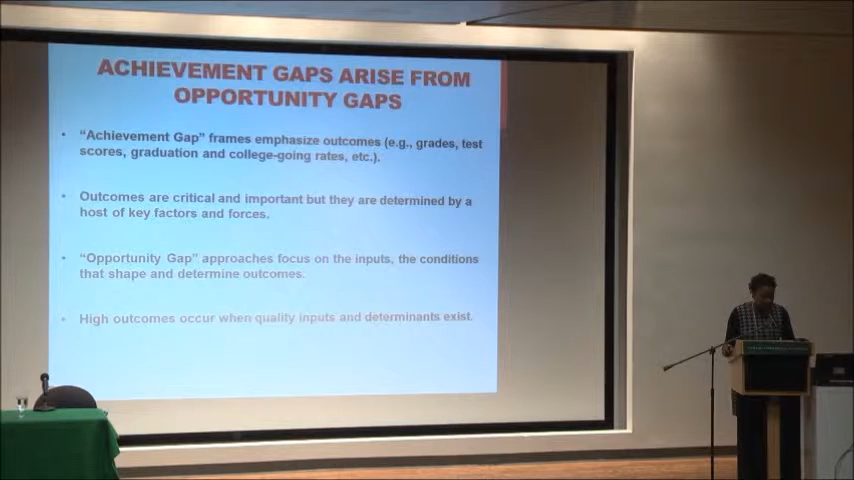 ACHIEVEMENT GAPS ARISE FROM
OPPORTUNITY GAPS
• “Achievement Gap” frames emphasize outcomes (e.g., grades, test
scores, graduation and college-going rates, etc.).
• Outcomes are critical and important but they are determined by a
host of key factors and forces.
• “Opportunity Gap” approaches focus on the inputs, the conditions
that shape and determine outcomes.
• High outcomes occur when quality inputs and determinants exist.